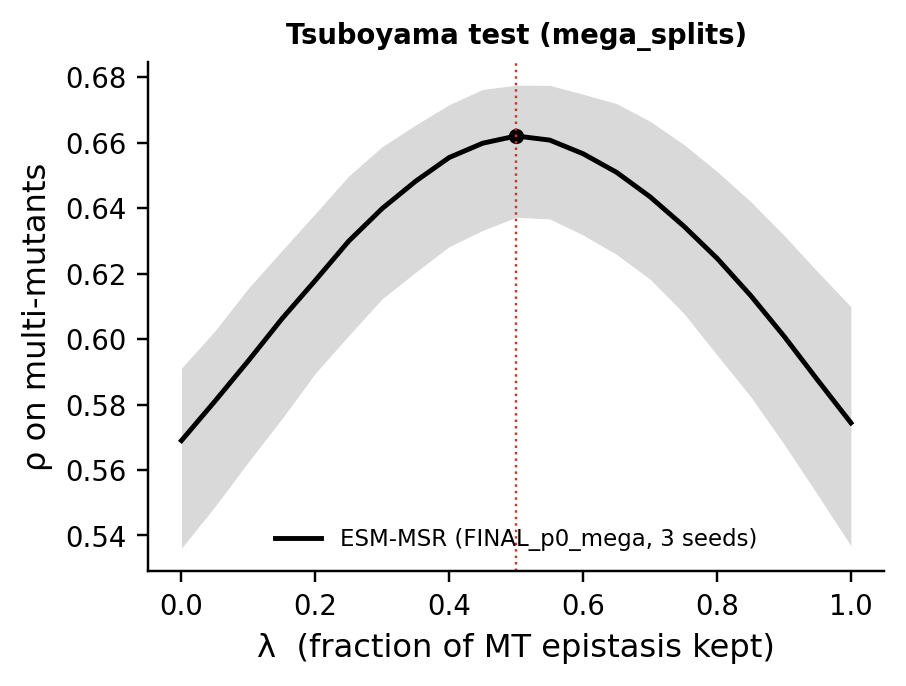 Tsuboyama test (mega_splits)
ρ on multi-mutants
0.68
0.66
0.64
0.62
0.60
0.58
0.56
0.54
ESM-MSR (FINAL_p0_mega, 3 seeds)
0.0 0.2 0.4 0.6 0.8 1.0
λ (fraction of MT epistasis kept)